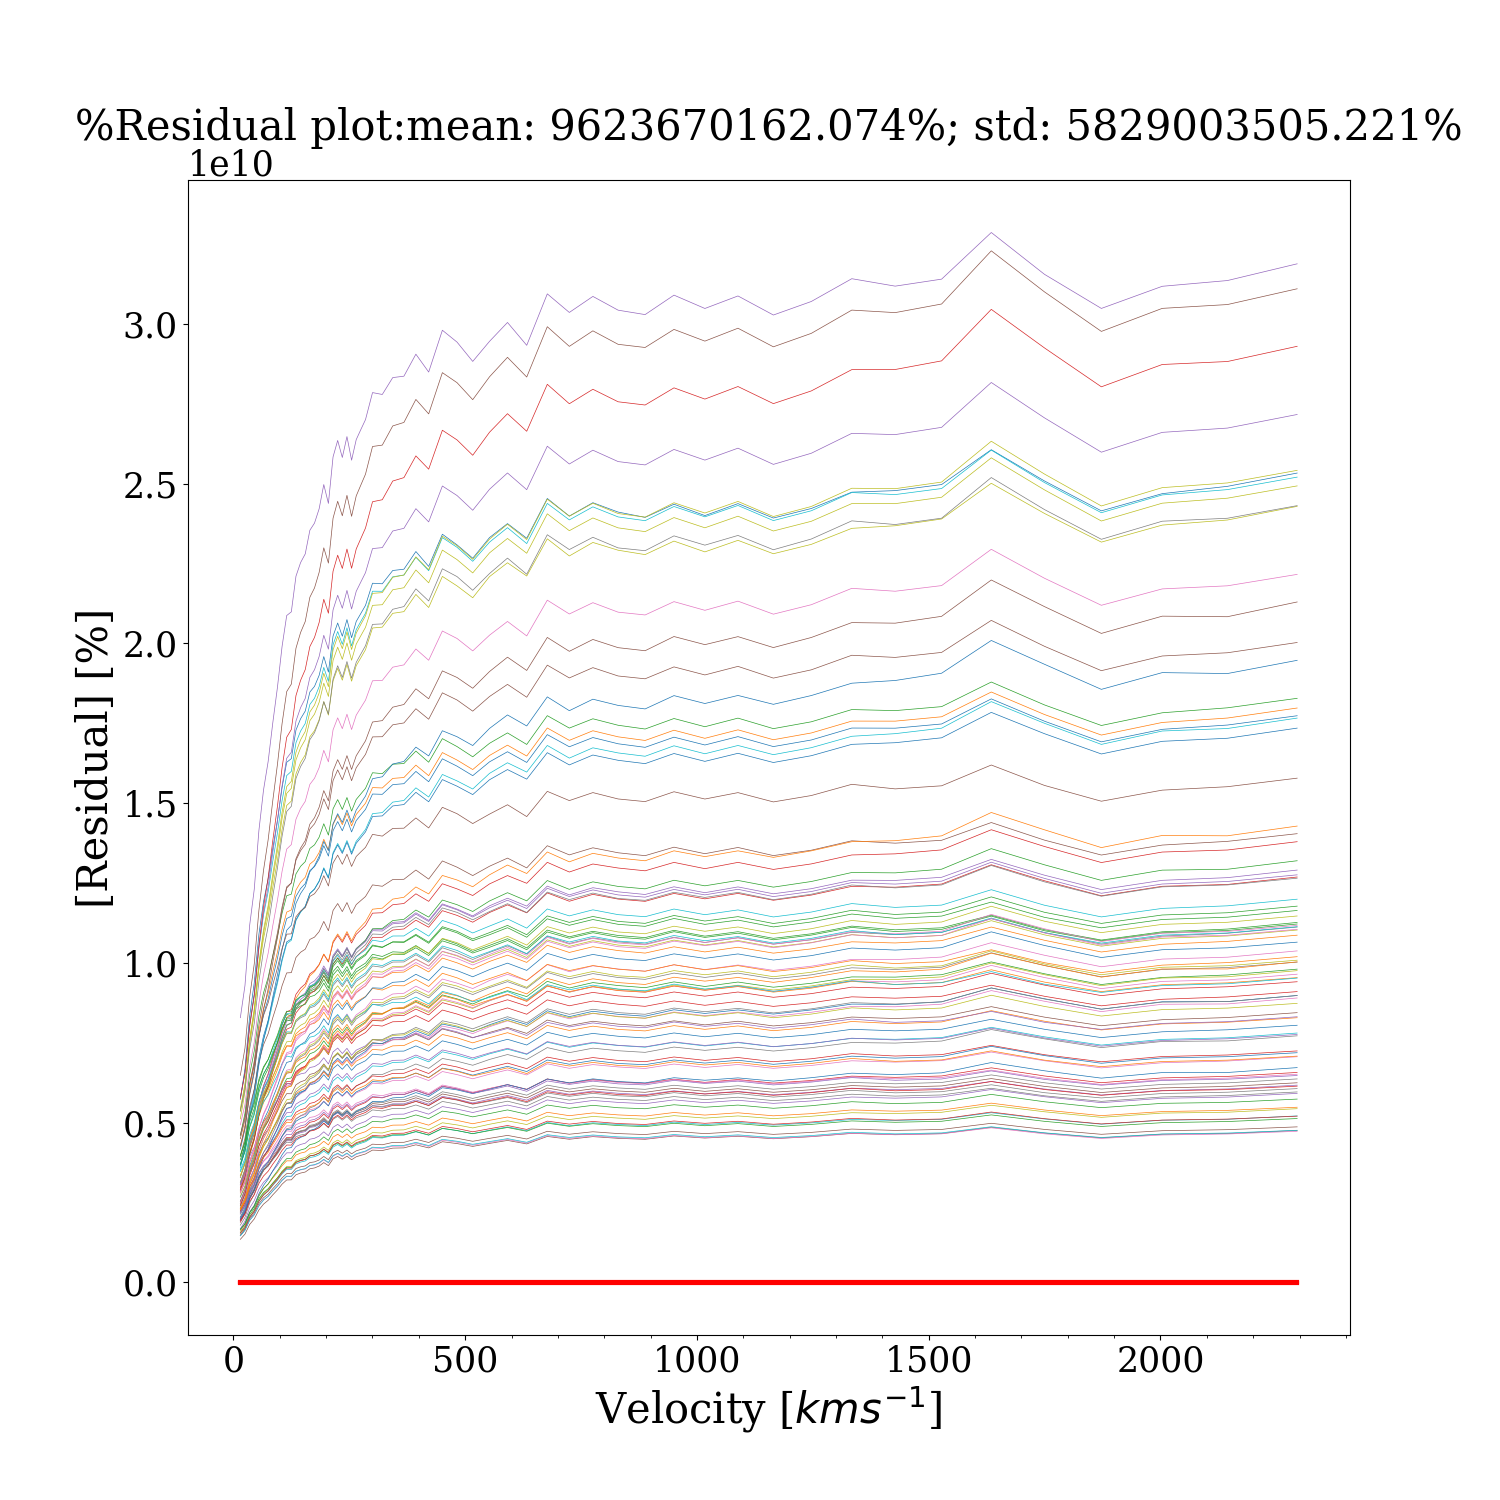 %Residual plot:mean: 9623670162.074%; std: 5829003505.221%
1e10
3.0
2.5
2.0
1.5
1.0
0.5
0.0
[Residual] [%]
0 500 1000 1500 2000
Velocity [kms⁻¹]